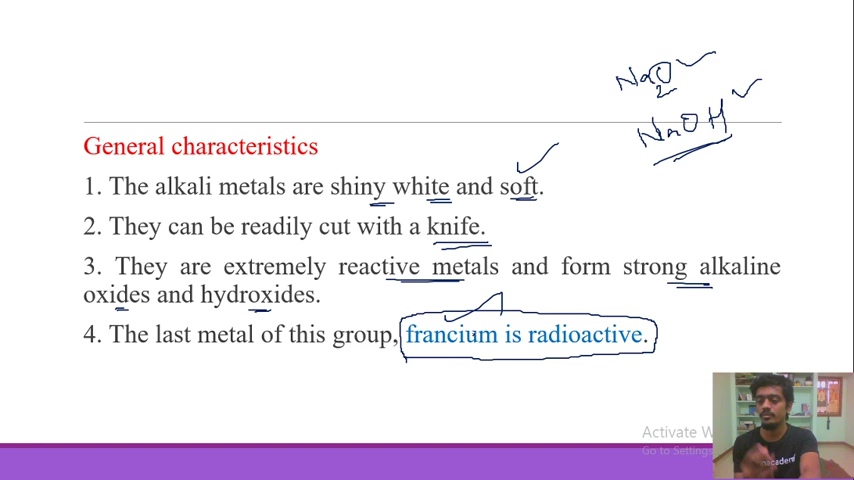 Na2O
NaOH
General characteristics
1. The alkali metals are shiny white and soft.
2. They can be readily cut with a knife.
3. They are extremely reactive metals and form strong alkaline
oxides and hydroxides.
4. The last metal of this group, francium is radioactive.
Activate W
Go to Settings